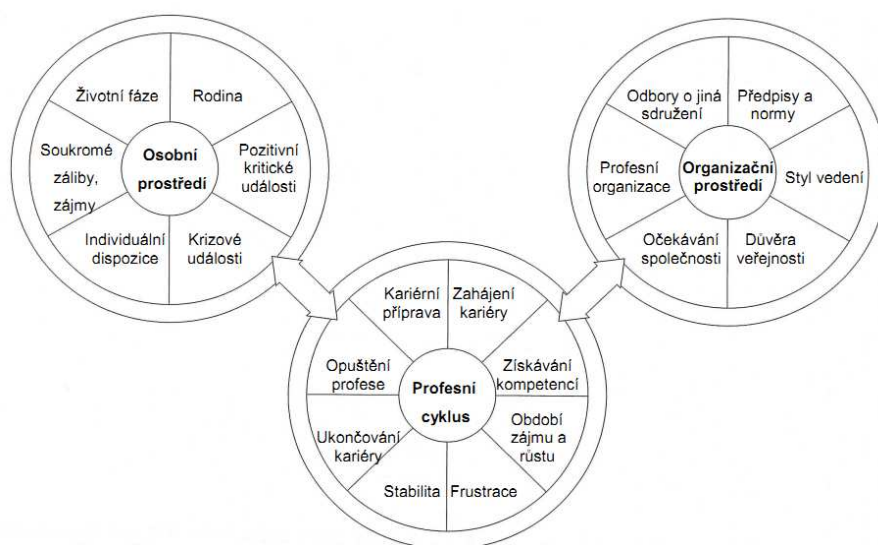 Životní fáze
Rodina
Soukromé
záliby,
zájmy
Osobní
prostředí
Pozitivní
kritické
události
Individuální
dispozice
Krizové
události
Odbory o jiná
sdružení
Předpisy a
normy
Profesní
organizace
Organizační
prostředí
Styl vedení
Očekávání
společnosti
Důvěra
veřejnosti
Kariérní
příprava
Zahájení
kariéry
Opuštění
profese
Profesní
cyklus
Získávání
kompetencí
Ukončování
kariéry
Období
zájmu a
růstu
Stabilita
Frustrace